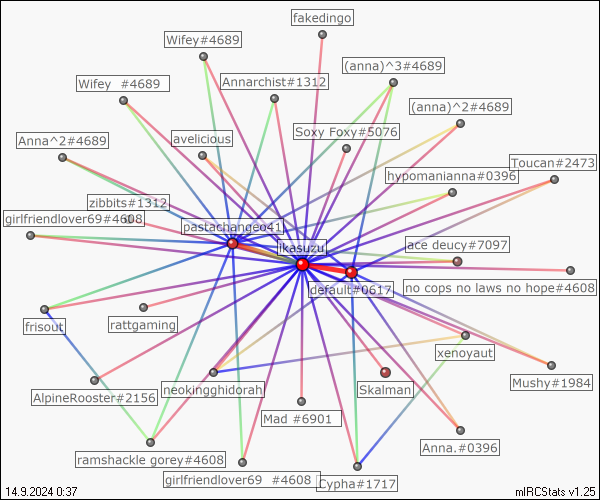 fakedingo
Wifey#4689
(anna)^3#4689
Wifey #4689
Annarchist#1312
(anna)^2#4689
Anna^2#4689
avelicious
Soxy Foxy#5076
Toucan#2473
hypomanianna#0396
zibbits#1312
girlfriendlover69#4608
pastachangeo41
ikasuzu
ace deucy#7097
default#0617
no cops no laws no hope#4608
frisout
rattgaming
xenoyaut
AlpineRooster#2156
neokingghidorah
Skalman
Mushy#1984
Mad #6901
Anna.#0396
ramshackle gorey#4608
girlfriendlover69 #4608
Cypha#1717
14.9.2024 0:37
mIRCStats v1.25